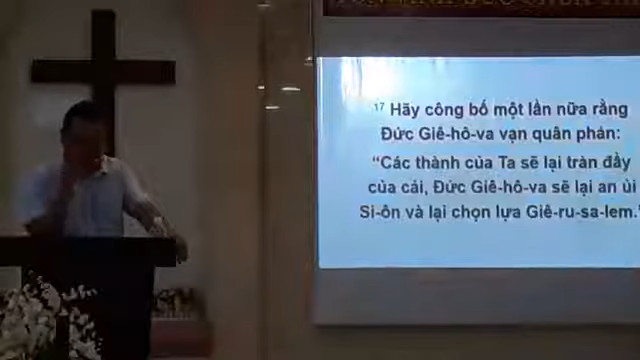 17 Hãy công bố một lần nữa rằng
Đức Giê-hô-va vạn quân phán:
“Các thành của Ta sẽ lại tràn đầy
của cải, Đức Giê-hô-va sẽ lại an ủi
Si-ôn và lại chọn lựa Giê-ru-sa-lem.”